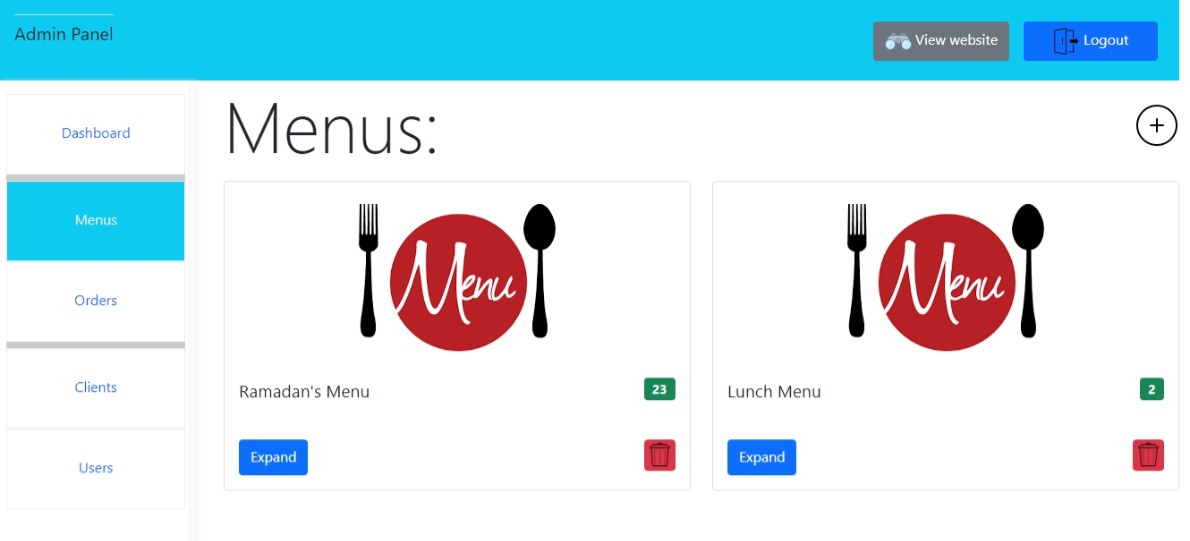 Admin Panel
View website
Logout
Dashboard
Menus
Orders
Clients
Users
Menus:
Menu
Ramadan's Menu
23
Expand
Menu
Lunch Menu
2
Expand